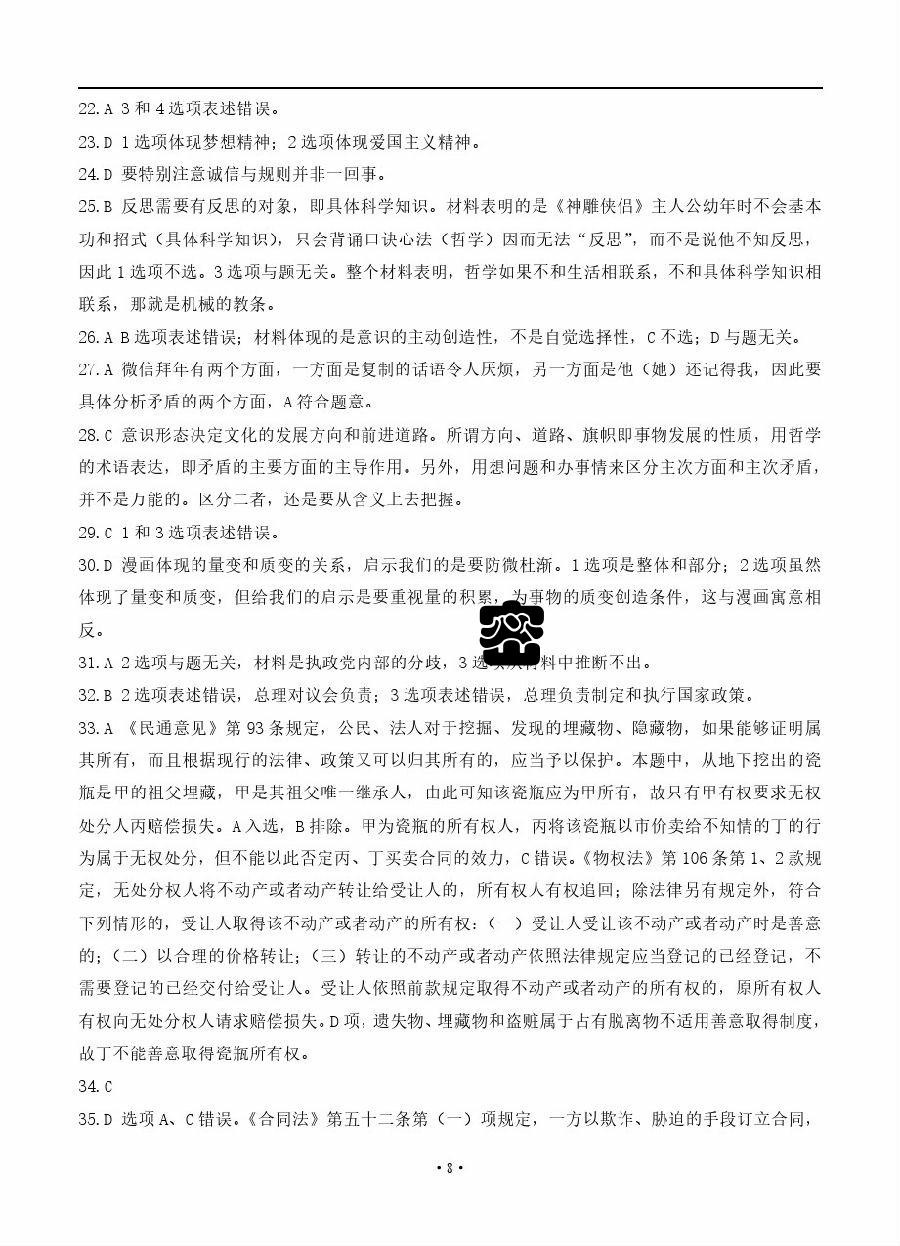 22.A 3 和 4 选项表述错误。
23.D 1 选项体现梦想精神；2 选项体现爱国主义精神。
24.D 要特别注意诚信与规则并非一回事。
25.B 反思需要有反思的对象，即具体科学知识。材料表明的是《神雕侠侣》主人公幼年时不会基本
功和招式（具体科学知识），只会背诵口诀心法（哲学）因而无法“反思”，而不是说他不知反思，
因此 1 选项不选。3 选项与题无关。整个材料表明，哲学如果不和生活相联系，不和具体科学知识相
联系，那就是机械的教条。
26.A B 选项表述错误；材料体现的是意识的主动创造性，不是自觉选择性，C 不选；D 与题无关。
27.A 微信拜年有两个方面，一方面是复制的话语令人厌烦，另一方面是他（她）还记得我，因此要
具体分析矛盾的两个方面，A 符合题意。
28.C 意识形态决定文化的发展方向和前进道路。所谓方向、道路、旗帜即事物发展的性质，用哲学
的术语表达，即矛盾的主要方面的主导作用。另外，用想问题和办事情来区分主次方面和主次矛盾，
并不是万能的。区分二者，还是要从含义上去把握。
29.C 1 和 3 选项表述错误。
30.D 漫画体现的量变和质变的关系，启示我们的是要防微杜渐。1 选项是整体和部分；2 选项虽然
体现了量变和质变，但给我们的启示是要重视量的积累，为事物的质变创造条件，这与漫画寓意相
反。
31.A 2 选项与题无关，材料是执政党内部的分歧，3 选 材料中推断不出。
32.B 2 选项表述错误，总理对议会负责；3 选项表述错误，总理负责制定和执行国家政策。
33.A 《民通意见》第 93 条规定，公民、法人对于挖掘、发现的埋藏物、隐藏物，如果能够证明属
其所有，而且根据现行的法律、政策又可以归其所有的，应当予以保护。本题中，从地下挖出的瓷
瓶是甲的祖父埋藏，甲是其祖父唯一继承人，由此可知该瓷瓶应为甲所有，故只有甲有权要求无权
处分人丙赔偿损失。A 入选，B 排除。甲为瓷瓶的所有权人，丙将该瓷瓶以市价卖给不知情的丁的行
为属于无权处分，但不能以此否定丙、丁买卖合同的效力，C 错误。《物权法》第 106 条第 1、2 款规
定，无处分权人将不动产或者动产转让给受让人的，所有权人有权追回；除法律另有规定外，符合
下列情形的，受让人取得该不动产或者动产的所有权：（一）受让人受让该不动产或者动产时是善意
的；（二）以合理的价格转让；（三）转让的不动产或者动产依照法律规定应当登记的已经登记，不
需要登记的已经交付给受让人。受让人依照前款规定取得不动产或者动产的所有权的，原所有权人
有权向无处分权人请求赔偿损失。D 项，遗失物、埋藏物和盗赃属于占有脱离物不适用善意取得制度，
故丁不能善意取得瓷瓶所有权。
34.C
35.D 选项 A、C 错误。《合同法》第五十二条第（一）项规定，一方以欺诈、胁迫的手段订立合同，
·8·